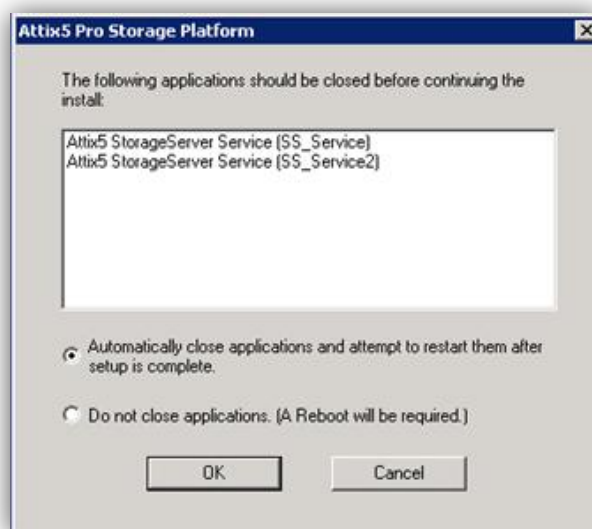 Attix5 Pro Storage Platform
The following applications should be closed before continuing the
install:
Attix5 StorageServer Service (SS_Service)
Attix5 StorageServer Service (SS_Service2)
Automatically close applications and attempt to restart them after
setup is complete.
Do not close applications. (A Reboot will be required.)
OK
Cancel